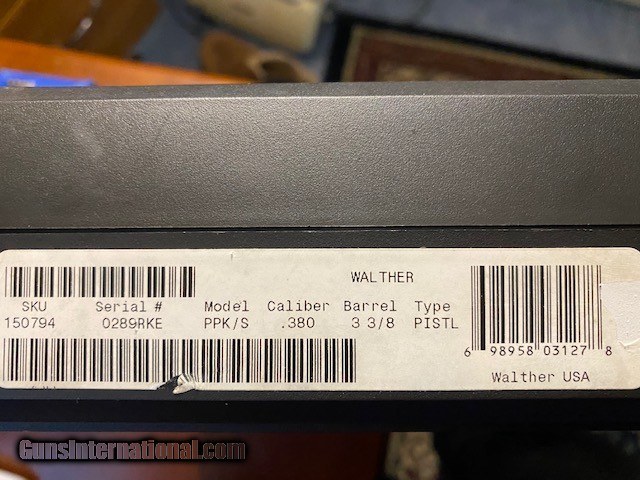 WALTHER
SKU Serial # Model Caliber Barrel Type
150794 0289RKE PPK/S .380 3 3/8 PISTL
6 98958 03127 8
Walther USA
GunsInternational.com